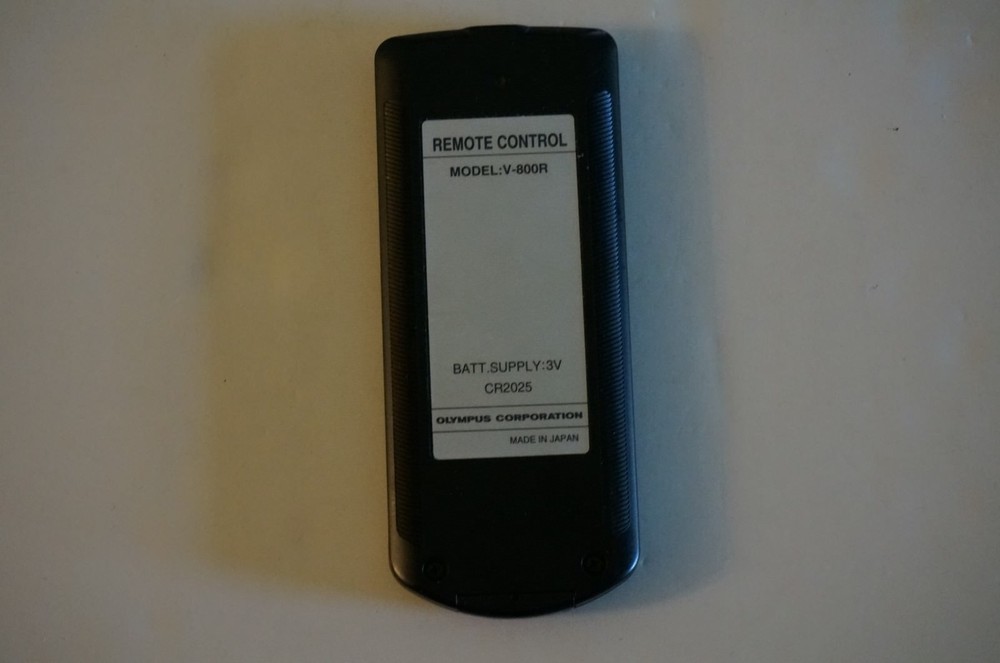 REMOTE CONTROL
MODEL:V-800R
BATT.SUPPLY:3V
CR2025
OLYMPUS CORPORATION
MADE IN JAPAN